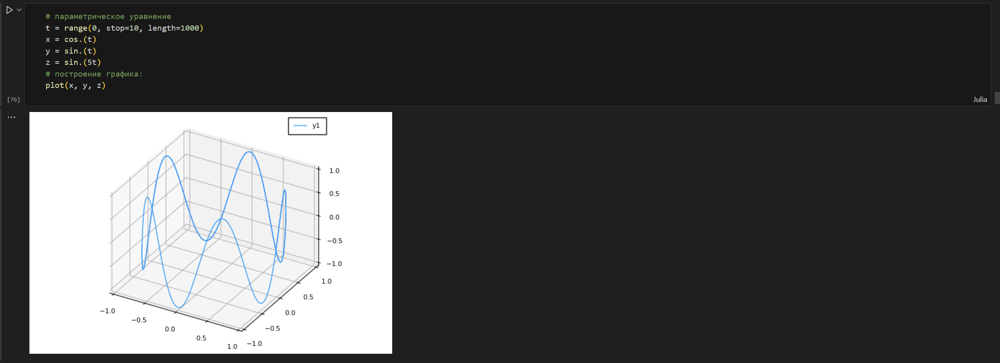 # параметрическое уравнение
t = range(0, stop=10, length=1000)
x = cos.(t)
y = sin.(t)
z = sin.(5t)
# построение графика:
plot(x, y, z)
[76]
Julia
...
y1
1.0
0.5
0.0
−0.5
−1.0
1.0
0.5
0.0
−0.5
−1.0
−1.0
−0.5
0.0
0.5
1.0